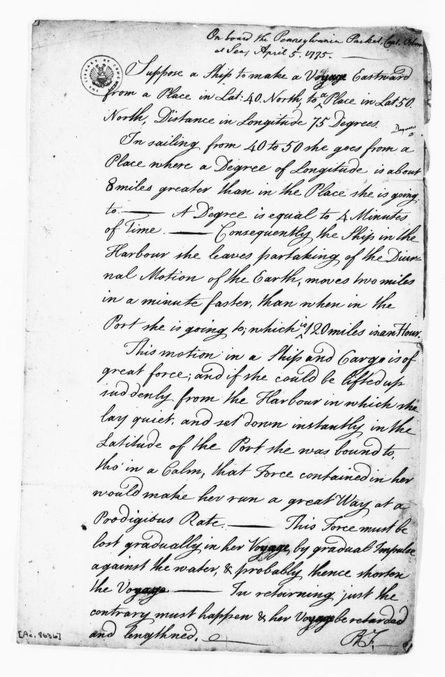 On board the Pennsylvania Packet, Capt. Osborne
at Sea, April 5. 1775.
Suppose a Ship to make a Voyage Eastward
from a Place in Lat. 40. North, to a Place in Lat. 50
North, Distance in Longitude 75 Degrees.
Degrees
In sailing from 40 to 50 she goes from a
Place where a Degree of Longitude is about
8 miles greater than in the Place she is going
to.— A Degree is equal to 4 Minutes
of Time.— Consequently the Ship in the
Harbour she leaves partaking of the Diur-
nal Motion of the Earth, moves two miles
in a minute faster, than when in the
Port she is going to; which is 120 miles in an Hour.
This motion in a Ship and Cargo is of
great force; and if she could be lifted up
suddenly from the Harbour in which she
lay quiet, and set down instantly in the
Latitude of the Port she was bound to,
tho' in a Calm, that Force contained in her
would make her run a great Way at a
Prodigious Rate.— This Force must be
lost gradually in her Voyage, by gradual Impulse
against the water, & probably thence shorten
the Voyage.— In returning just the
contrary must happen & her Voyage be retarded
and lengthned.—
B.F.